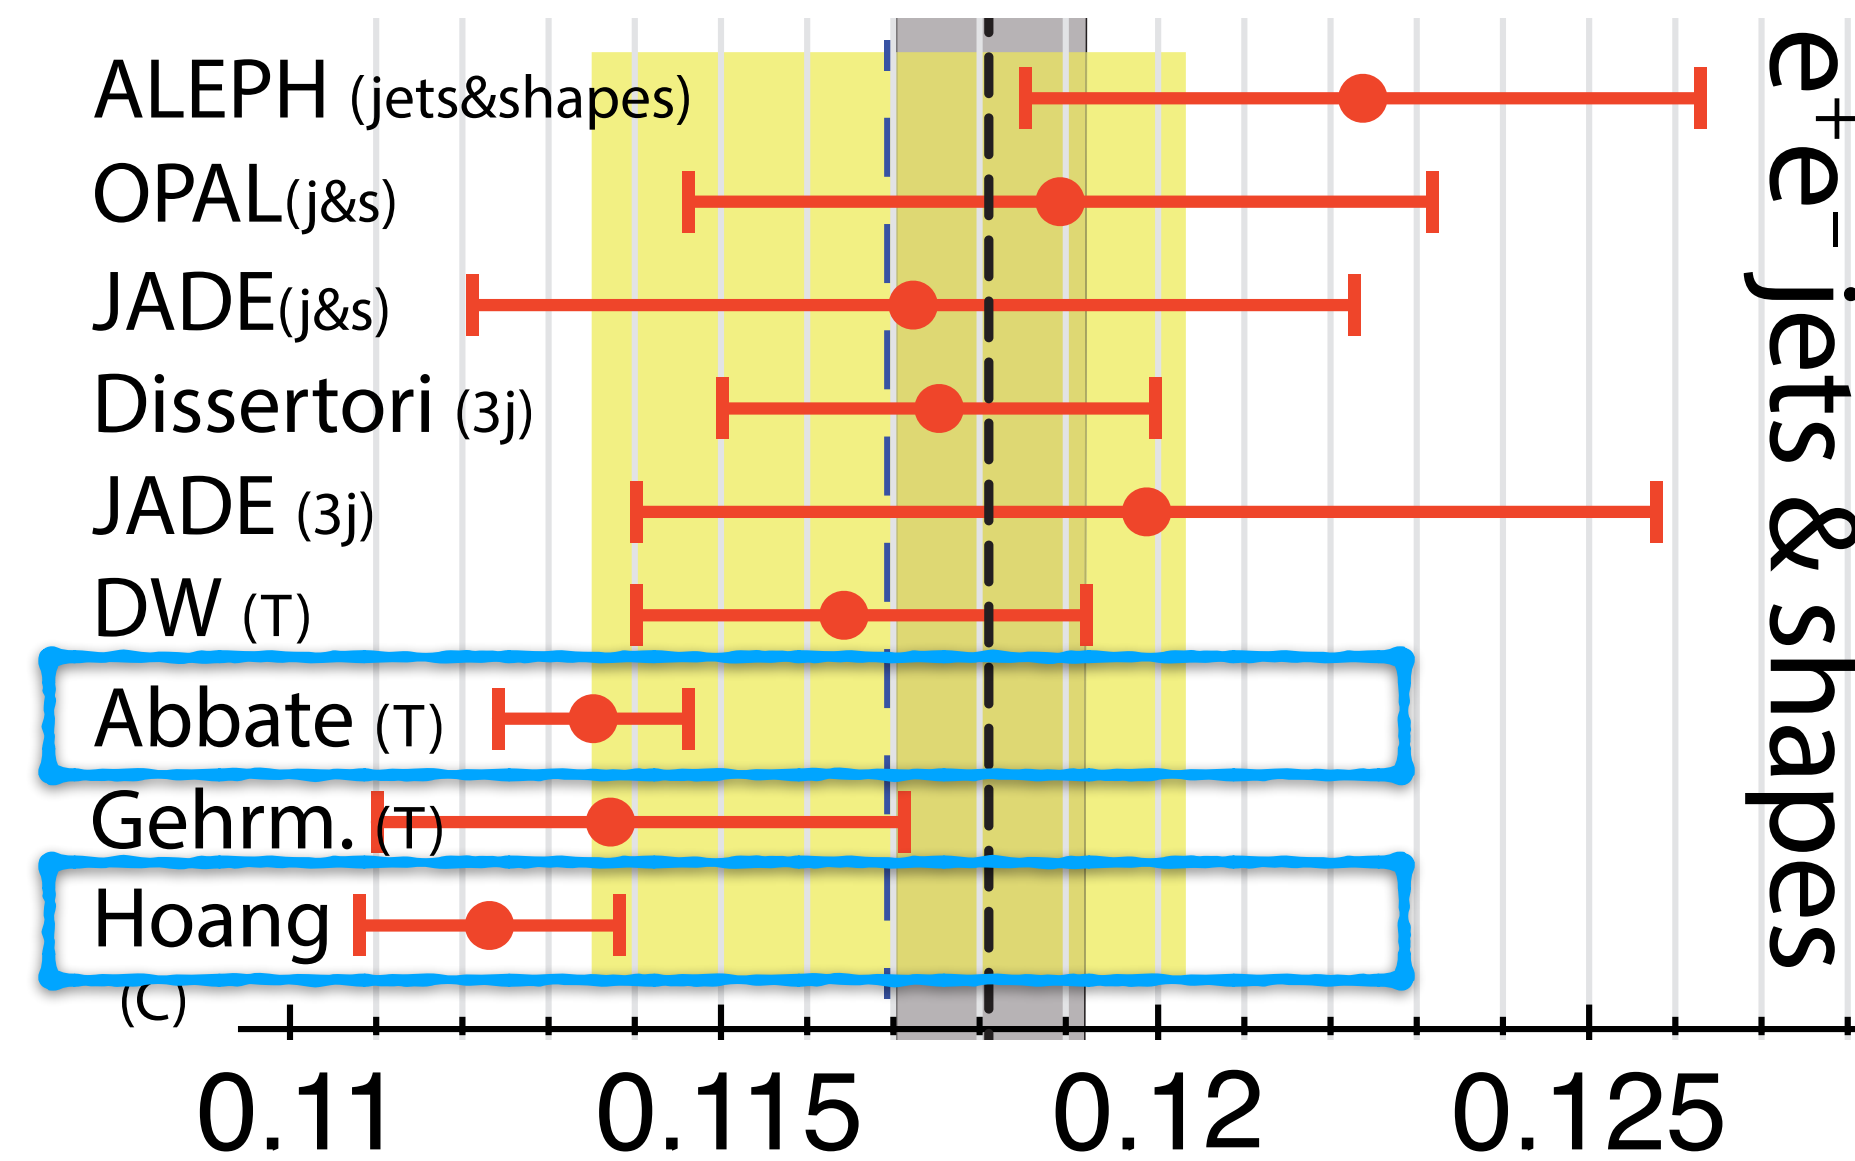 ALEPH (jets&shapes)
OPAL(j&s)
JADE(j&s)
Dissertori (3j)
JADE (3j)
DW (T)
Abbate (T)
Gehrm. (T)
Hoang
(C)
0.11 0.115 0.12 0.125
e⁺e⁻ jets & shapes